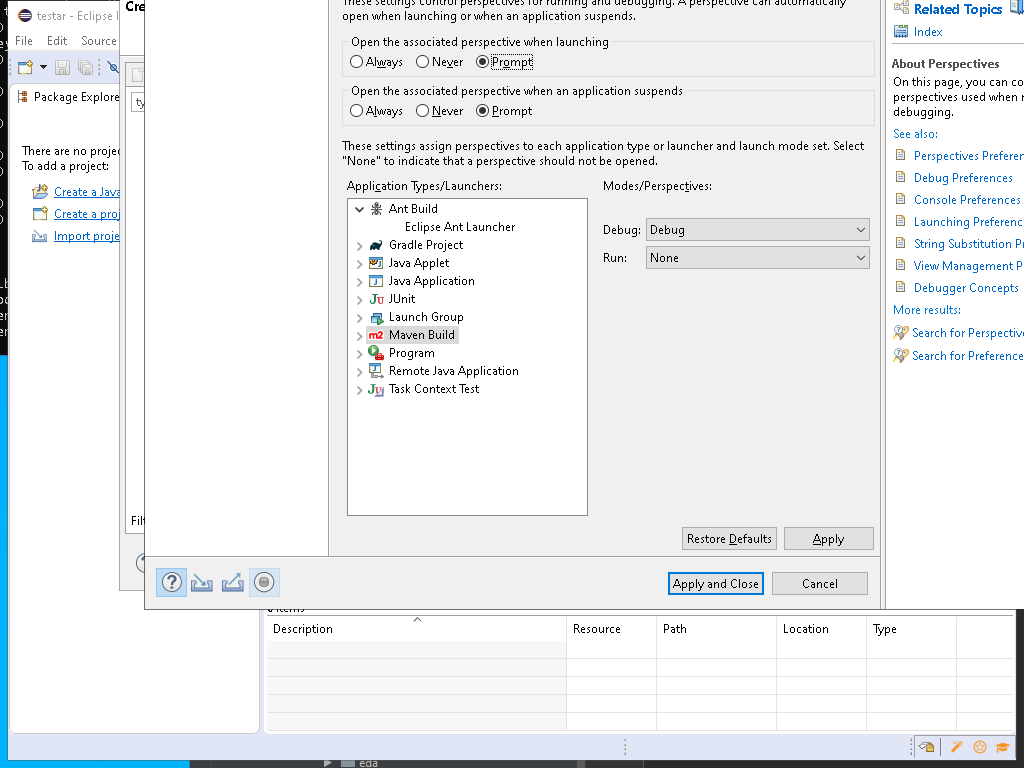 testar - Eclipse I
Cre
File Edit Source
Package Explore
There are no projec
To add a project:
Create a Java
Create a proj
Import proje
ty
Filt
These settings control perspectives for running and debugging. A perspective can automatically
open when launching or when an application suspends.
Open the associated perspective when launching
Always Never Prompt
Open the associated perspective when an application suspends
Always Never Prompt
These settings assign perspectives to each application type or launcher and launch mode set. Select
"None" to indicate that a perspective should not be opened.
Application Types/Launchers:
Modes/Perspectives:
Ant Build
Eclipse Ant Launcher
Gradle Project
Java Applet
Java Application
JUnit
Launch Group
Maven Build
Program
Remote Java Application
Task Context Test
Debug: Debug
Run: None
Restore Defaults
Apply
Apply and Close
Cancel
Related Topics
Index
About Perspectives
On this page, you can co
perspectives used when r
debugging.
See also:
Perspectives Preferen
Debug Preferences
Console Preferences
Launching Preferenc
String Substitution Pr
View Management P
Debugger Concepts
More results:
Search for Perspective
Search for Preference
0 items
Description Resource Path Location Type
eda